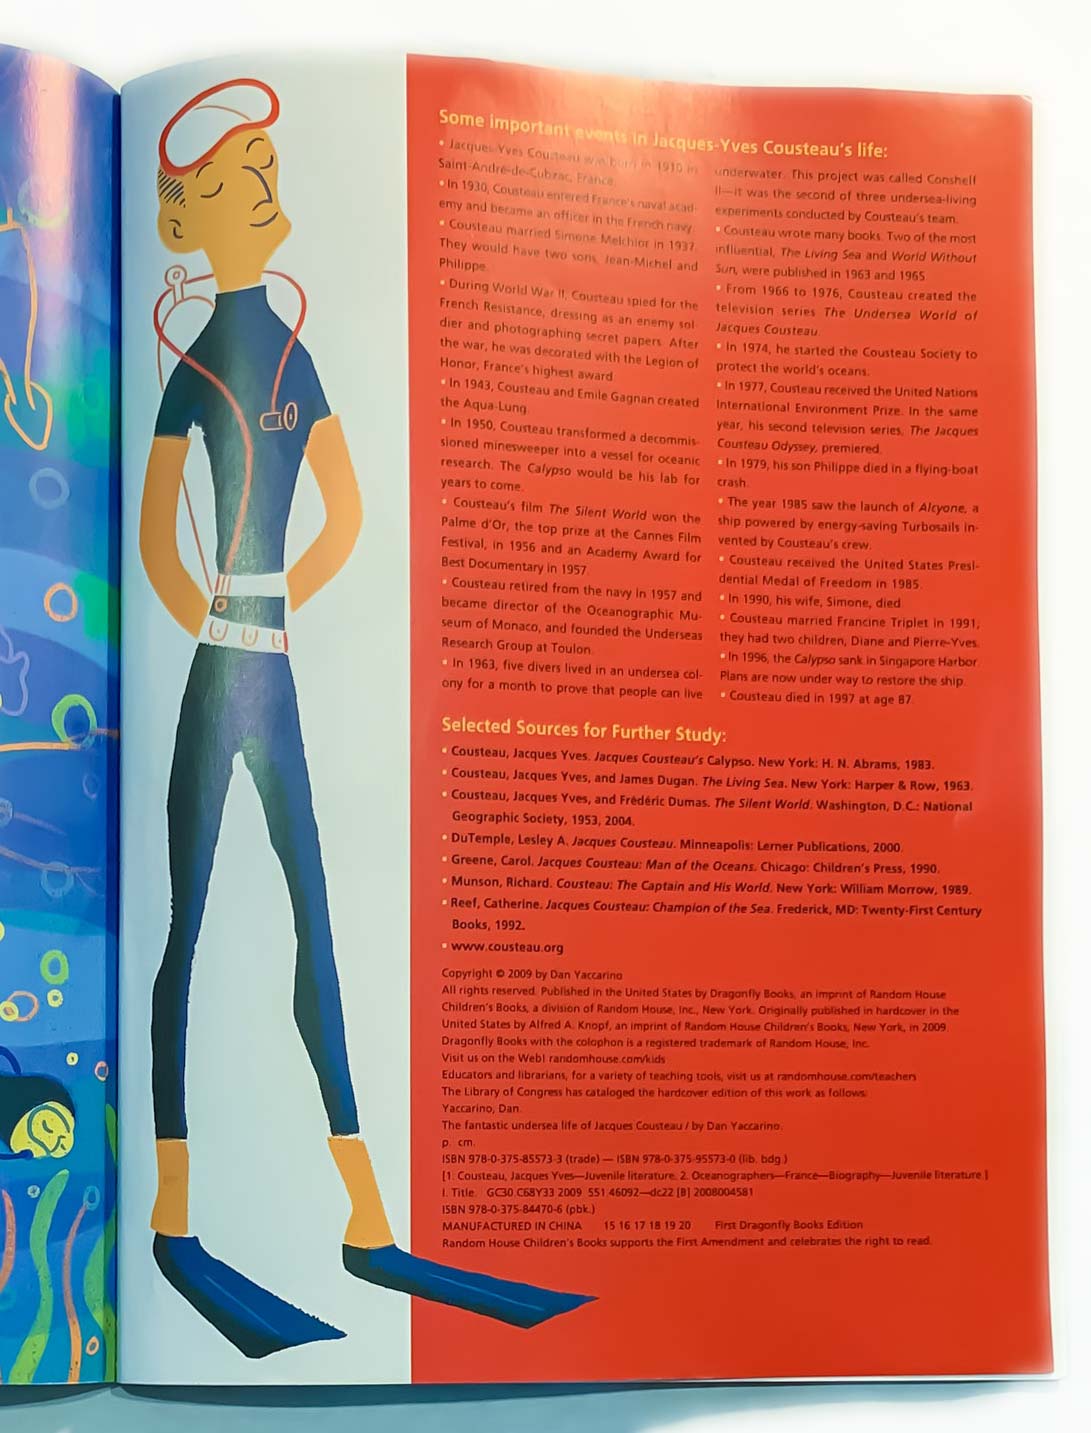 Some important events in Jacques-Yves Cousteau's life:
• Jacques-Yves Cousteau was born in 1910 in
Saint-André-de-Cubzac, France.
• In 1930, Cousteau entered France's naval acad-
emy and became an officer in the French navy.
• Cousteau married Simone Melchior in 1937.
They would have two sons, Jean-Michel and
Philippe.
• During World War II, Cousteau spied for the
French Resistance, dressing as an enemy sol-
dier and photographing secret papers. After
the war, he was decorated with the Legion of
Honor, France's highest award.
• In 1943, Cousteau and Emile Gagnan created
the Aqua-Lung.
• In 1950, Cousteau transformed a decommis-
sioned minesweeper into a vessel for oceanic
research. The Calypso would be his lab for
years to come.
• Cousteau's film The Silent World won the
Palme d'Or, the top prize at the Cannes Film
Festival, in 1956 and an Academy Award for
Best Documentary in 1957.
• Cousteau retired from the navy in 1957 and
became director of the Oceanographic Mu-
seum of Monaco, and founded the Underseas
Research Group at Toulon.
• In 1963, five divers lived in an undersea col-
ony for a month to prove that people can live
underwater. This project was called Conshelf
II—it was the second of three undersea-living
experiments conducted by Cousteau's team.
• Cousteau wrote many books. Two of the most
influential, The Living Sea and World Without
Sun, were published in 1963 and 1965.
• From 1966 to 1976, Cousteau created the
television series The Undersea World of
Jacques Cousteau.
• In 1974, he started the Cousteau Society to
protect the world's oceans.
• In 1977, Cousteau received the United Nations
International Environment Prize. In the same
year, his second television series, The Jacques
Cousteau Odyssey, premiered.
• In 1979, his son Philippe died in a flying-boat
crash.
• The year 1985 saw the launch of Alcyone, a
ship powered by energy-saving Turbosails in-
vented by Cousteau's crew.
• Cousteau received the United States Presi-
dential Medal of Freedom in 1985.
• In 1990, his wife, Simone, died.
• Cousteau married Francine Triplet in 1991;
they had two children, Diane and Pierre-Yves.
• In 1996, the Calypso sank in Singapore Harbor.
Plans are now under way to restore the ship.
• Cousteau died in 1997 at age 87.
Selected Sources for Further Study:
• Cousteau, Jacques Yves. Jacques Cousteau's Calypso. New York: H. N. Abrams, 1983.
• Cousteau, Jacques Yves, and James Dugan. The Living Sea. New York: Harper & Row, 1963.
• Cousteau, Jacques Yves, and Frédéric Dumas. The Silent World. Washington, D.C.: National
Geographic Society, 1953, 2004.
• DuTemple, Lesley A. Jacques Cousteau. Minneapolis: Lerner Publications, 2000.
• Greene, Carol. Jacques Cousteau: Man of the Oceans. Chicago: Children's Press, 1990.
• Munson, Richard. Cousteau: The Captain and His World. New York: William Morrow, 1989.
• Reef, Catherine. Jacques Cousteau: Champion of the Sea. Frederick, MD: Twenty-First Century
Books, 1992.
• www.cousteau.org
Copyright © 2009 by Dan Yaccarino
All rights reserved. Published in the United States by Dragonfly Books, an imprint of Random House
Children's Books, a division of Random House, Inc., New York. Originally published in hardcover in the
United States by Alfred A. Knopf, an imprint of Random House Children's Books, New York, in 2009.
Dragonfly Books with the colophon is a registered trademark of Random House, Inc.
Visit us on the Web! randomhouse.com/kids
Educators and librarians, for a variety of teaching tools, visit us at randomhouse.com/teachers
The Library of Congress has cataloged the hardcover edition of this work as follows:
Yaccarino, Dan.
The fantastic undersea life of Jacques Cousteau / by Dan Yaccarino.
p. cm.
ISBN 978-0-375-85573-3 (trade) — ISBN 978-0-375-95573-0 (lib. bdg.)
[1. Cousteau, Jacques Yves—Juvenile literature. 2. Oceanographers—France—Biography—Juvenile literature.]
I. Title. GC30.C68Y33 2009 551.46092—dc22 [B] 2008004581
ISBN 978-0-375-84470-6 (pbk.)
MANUFACTURED IN CHINA 15 16 17 18 19 20 First Dragonfly Books Edition
Random House Children's Books supports the First Amendment and celebrates the right to read.